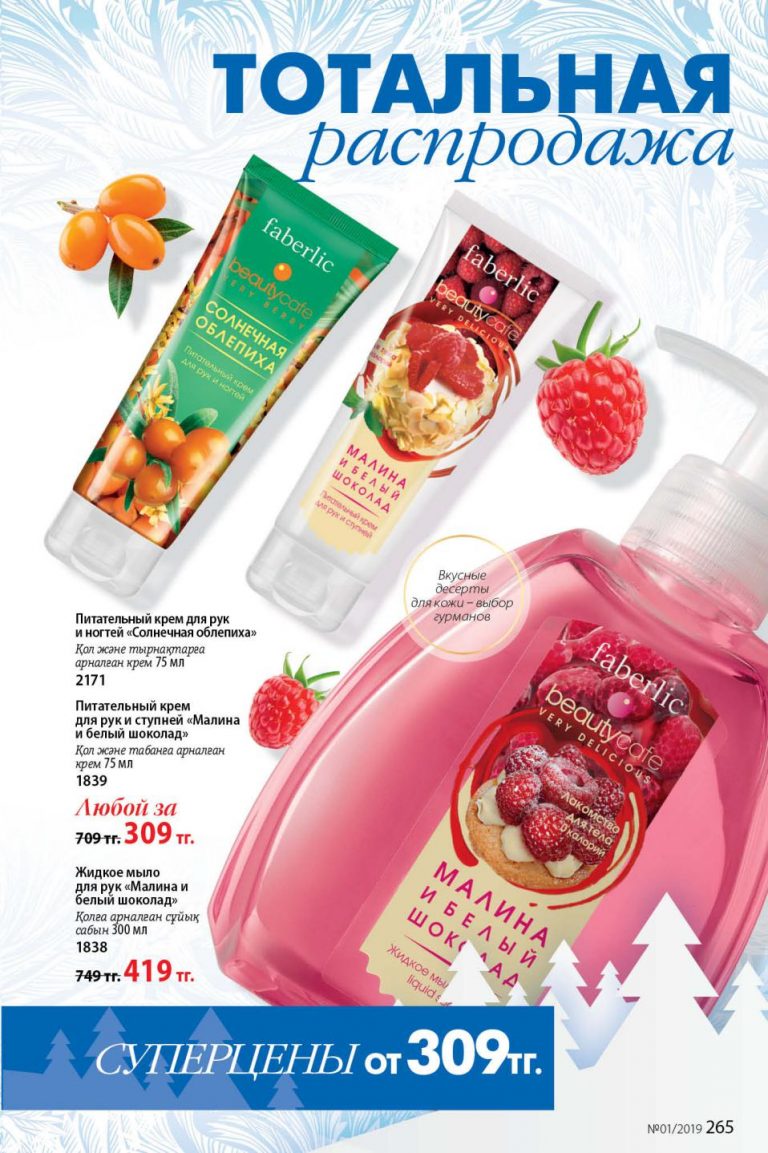 ТОТАЛЬНАЯ
распродажа
faberlic
beautycafe
VERY BERRY
СОЛНЕЧНАЯ
ОБЛЕПИХА
Питательный крем
для рук и ногтей
faberlic
beautycafe
VERY DELICIOUS
МАЛИНА
И БЕЛЫЙ
ШОКОЛАД
Питательный крем
для рук и ступней
Вкусные
десерты
для кожи – выбор
гурманов
Питательный крем для рук
и ногтей «Солнечная облепиха»
Қол және тырнақтарға
арналған крем 75 мл
2171
Питательный крем
для рук и ступней «Малина
и белый шоколад»
Қол және табанға арналған
крем 75 мл
1839
Любой за
709 тг. 309 тг.
Жидкое мыло
для рук «Малина и
белый шоколад»
Қолға арналған сұйық
сабын 300 мл
1838
749 тг. 419 тг.
faberlic
beautycafe
VERY DELICIOUS
лакомство
для тела
0 калорий
МАЛИНА
И БЕЛЫЙ
ШОКОЛАД
Жидкое
liquid
СУПЕРЦЕНЫ от 309 тг.
№01/2019 265